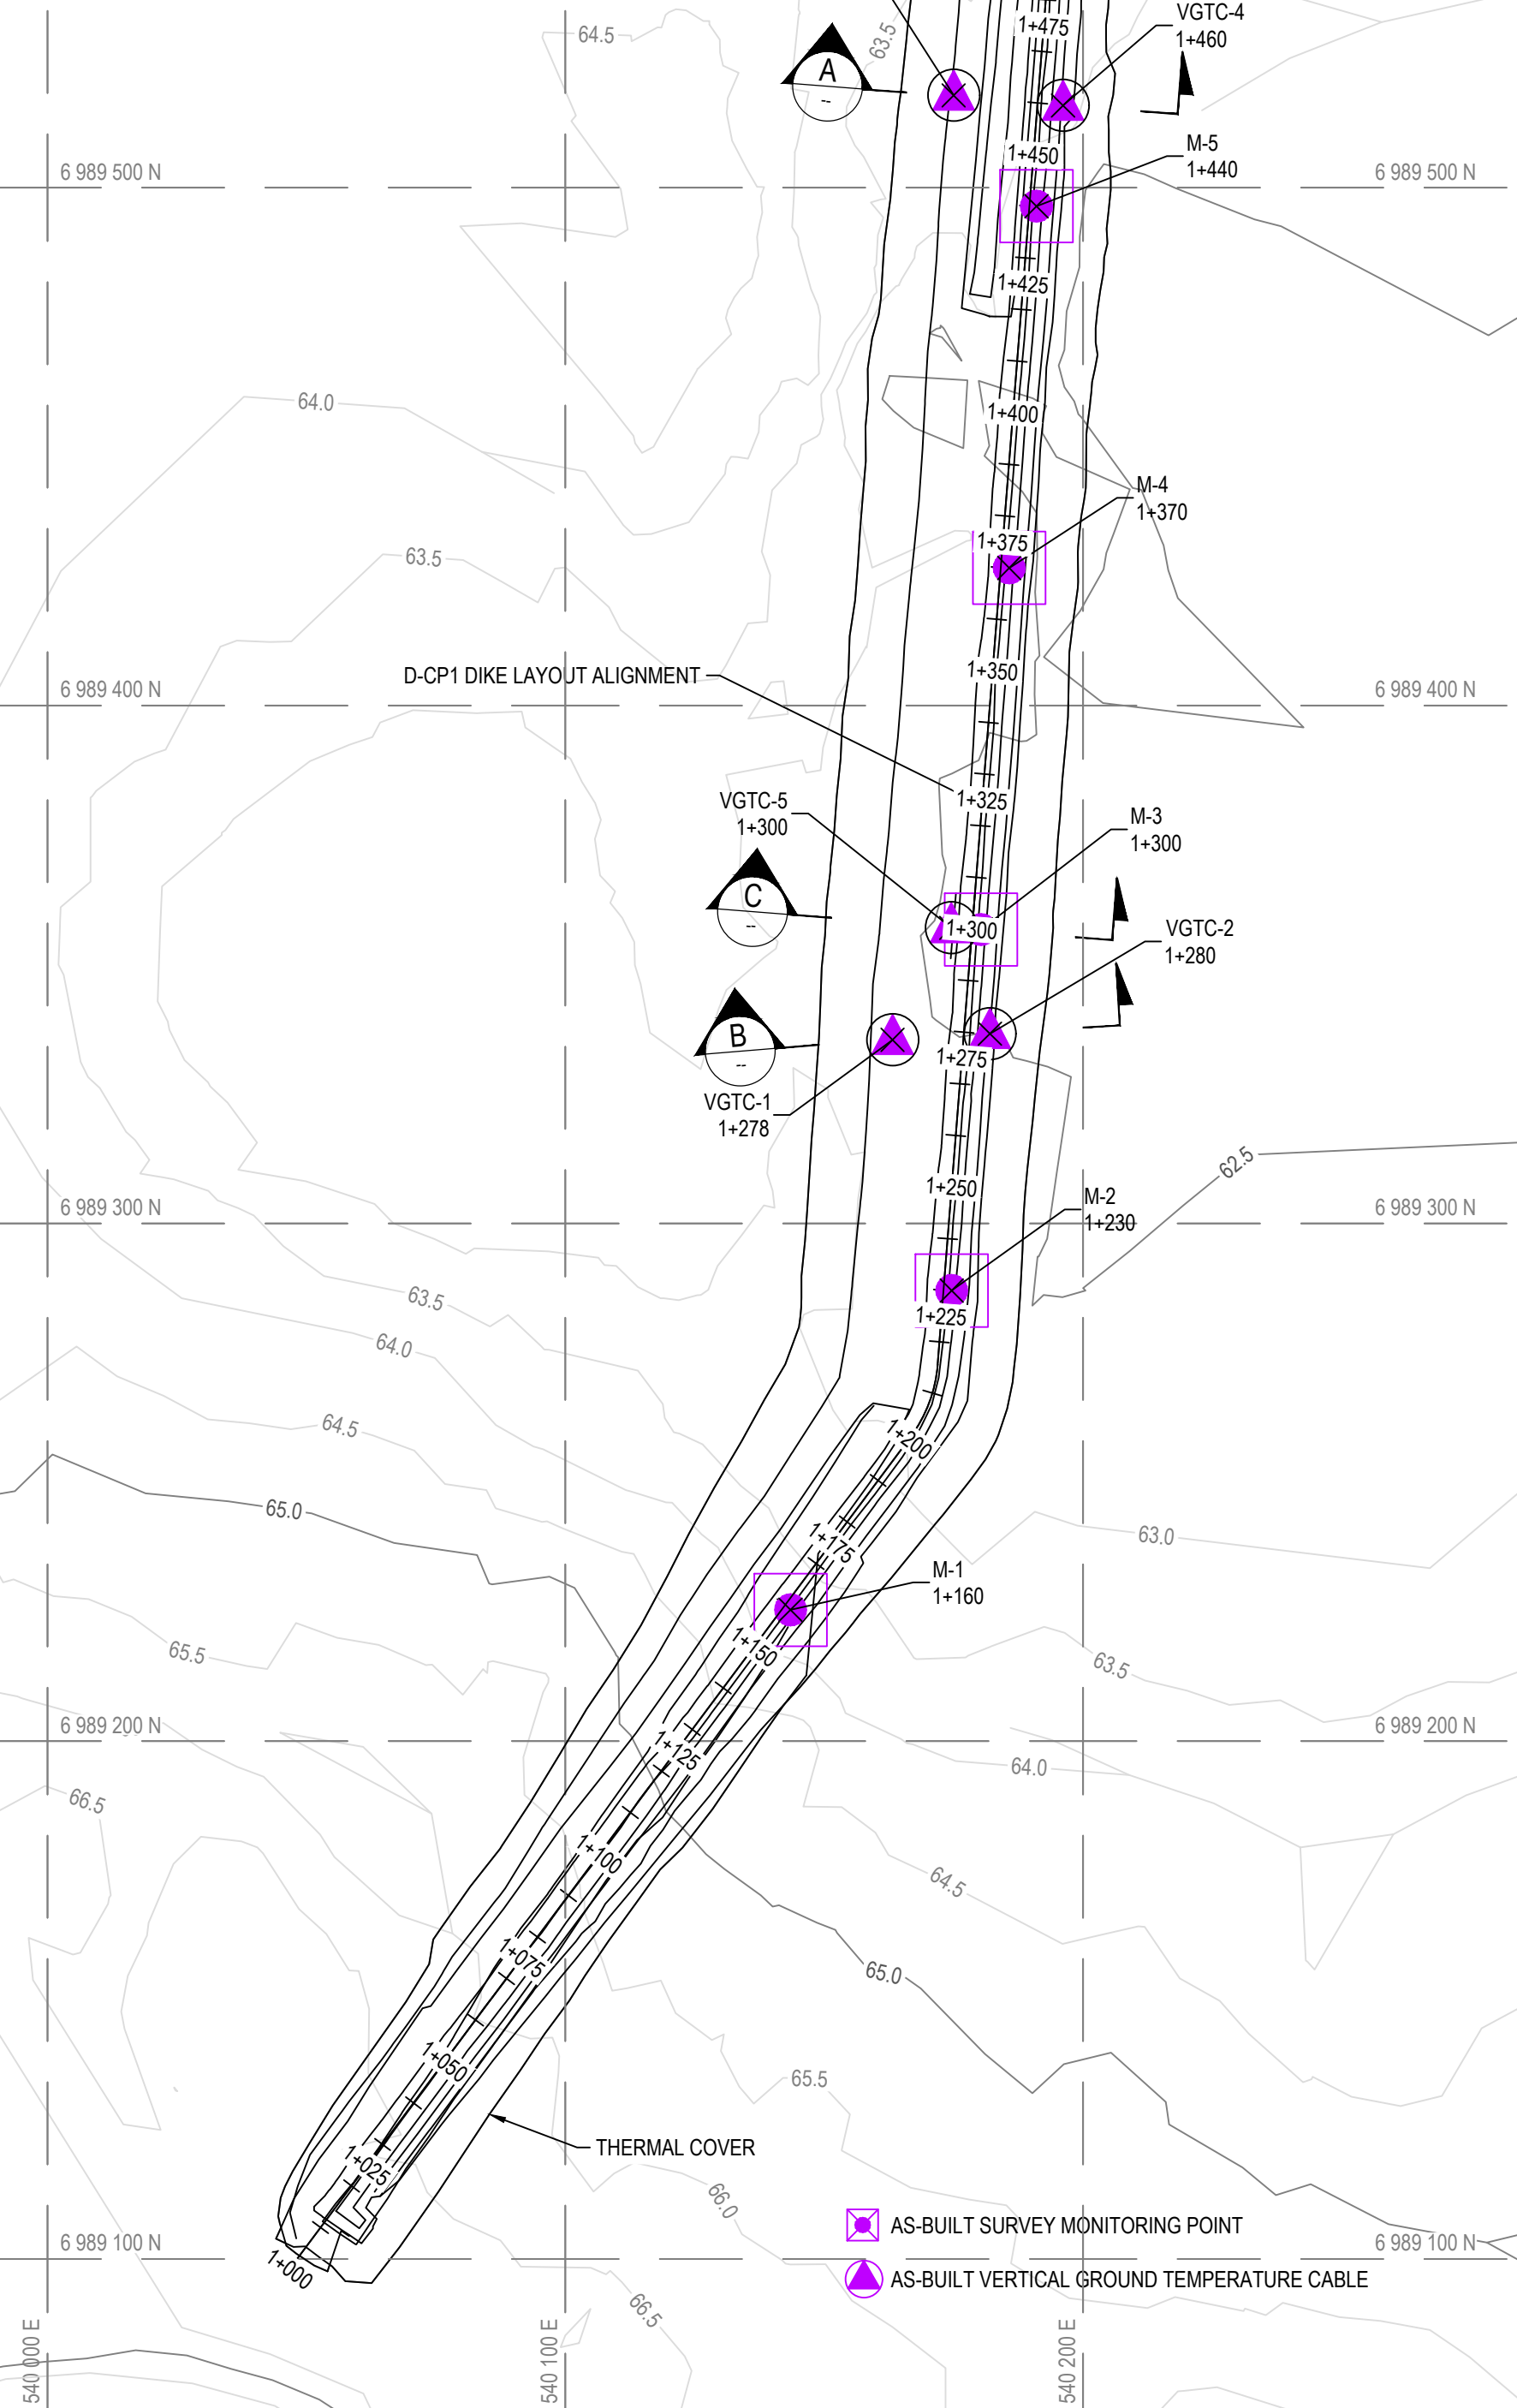 1+475
VGTC-4
1+460
64.5
63.5
A
--
1+450
M-5
1+440
6 989 500 N
6 989 500 N
1+425
64.0
1+400
M-4
1+370
1+375
63.5
D-CP1 DIKE LAYOUT ALIGNMENT
1+350
6 989 400 N
6 989 400 N
VGTC-5
1+300
1+325
M-3
1+300
C
--
1+300
VGTC-2
1+280
B
--
1+275
VGTC-1
1+278
62.5
1+250
M-2
1+230
6 989 300 N
6 989 300 N
63.5
1+225
64.0
64.5
1+200
65.0
63.0
1+175
M-1
1+160
65.5
1+150
63.5
6 989 200 N
6 989 200 N
1+125
64.0
66.5
1+100
64.5
1+075
65.0
1+050
65.5
THERMAL COVER
1+025
66.0
AS-BUILT SURVEY MONITORING POINT
6 989 100 N
6 989 100 N
1+000
AS-BUILT VERTICAL GROUND TEMPERATURE CABLE
66.5
540 000 E
540 100 E
540 200 E